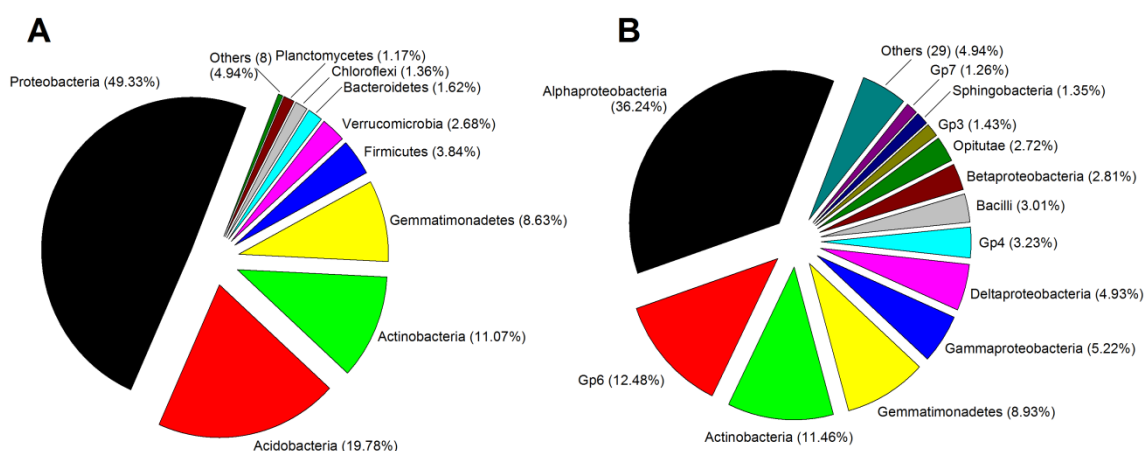 A
Others (8)
(4.94%)
Planctomycetes (1.17%)
Chloroflexi (1.36%)
Bacteroidetes (1.62%)
Proteobacteria (49.33%)
Verrucomicrobia (2.68%)
Firmicutes (3.84%)
Gemmatimonadetes (8.63%)
Actinobacteria (11.07%)
Acidobacteria (19.78%)
B
Others (29) (4.94%)
Gp7 (1.26%)
Sphingobacteria (1.35%)
Alphaproteobacteria
36.24%)
Gp3 (1.43%)
Opitutae (2.72%)
Betaproteobacteria (2.81%)
Bacilli (3.01%)
Gp4 (3.23%)
Deltaproteobacteria (4.93%)
Gammaproteobacteria (5.22%)
Gemmatimonadetes (8.93%)
Actinobacteria (11.46%)
Gp6 (12.48%)